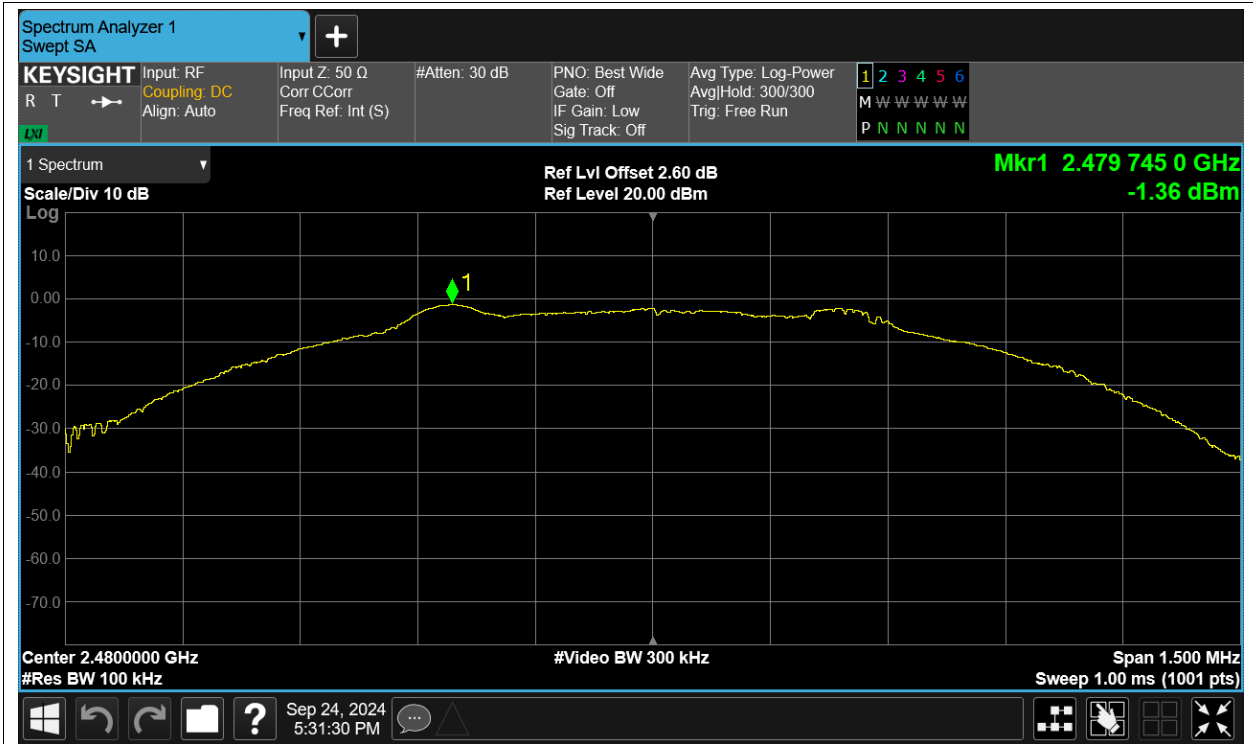 Spectrum Analyzer 1
Swept SA
KEYSIGHT
R T
LXI
Input: RF
Coupling: DC
Align: Auto
Input Z: 50 Ω
Corr CCorr
Freq Ref: Int (S)
#Atten: 30 dB
PNO: Best Wide
Gate: Off
IF Gain: Low
Sig Track: Off
Avg Type: Log-Power
Avg|Hold: 300/300
Trig: Free Run
1 2 3 4 5 6
M W W W W W
P N N N N N
1 Spectrum
Scale/Div 10 dB
Log
Ref Lvl Offset 2.60 dB
Ref Level 20.00 dBm
Mkr1 2.479 745 0 GHz
-1.36 dBm
1
10.0
0.00
-10.0
-20.0
-30.0
-40.0
-50.0
-60.0
-70.0
Center 2.4800000 GHz
#Video BW 300 kHz
Span 1.500 MHz
#Res BW 100 kHz
Sweep 1.00 ms (1001 pts)
?
Sep 24, 2024
5:31:30 PM